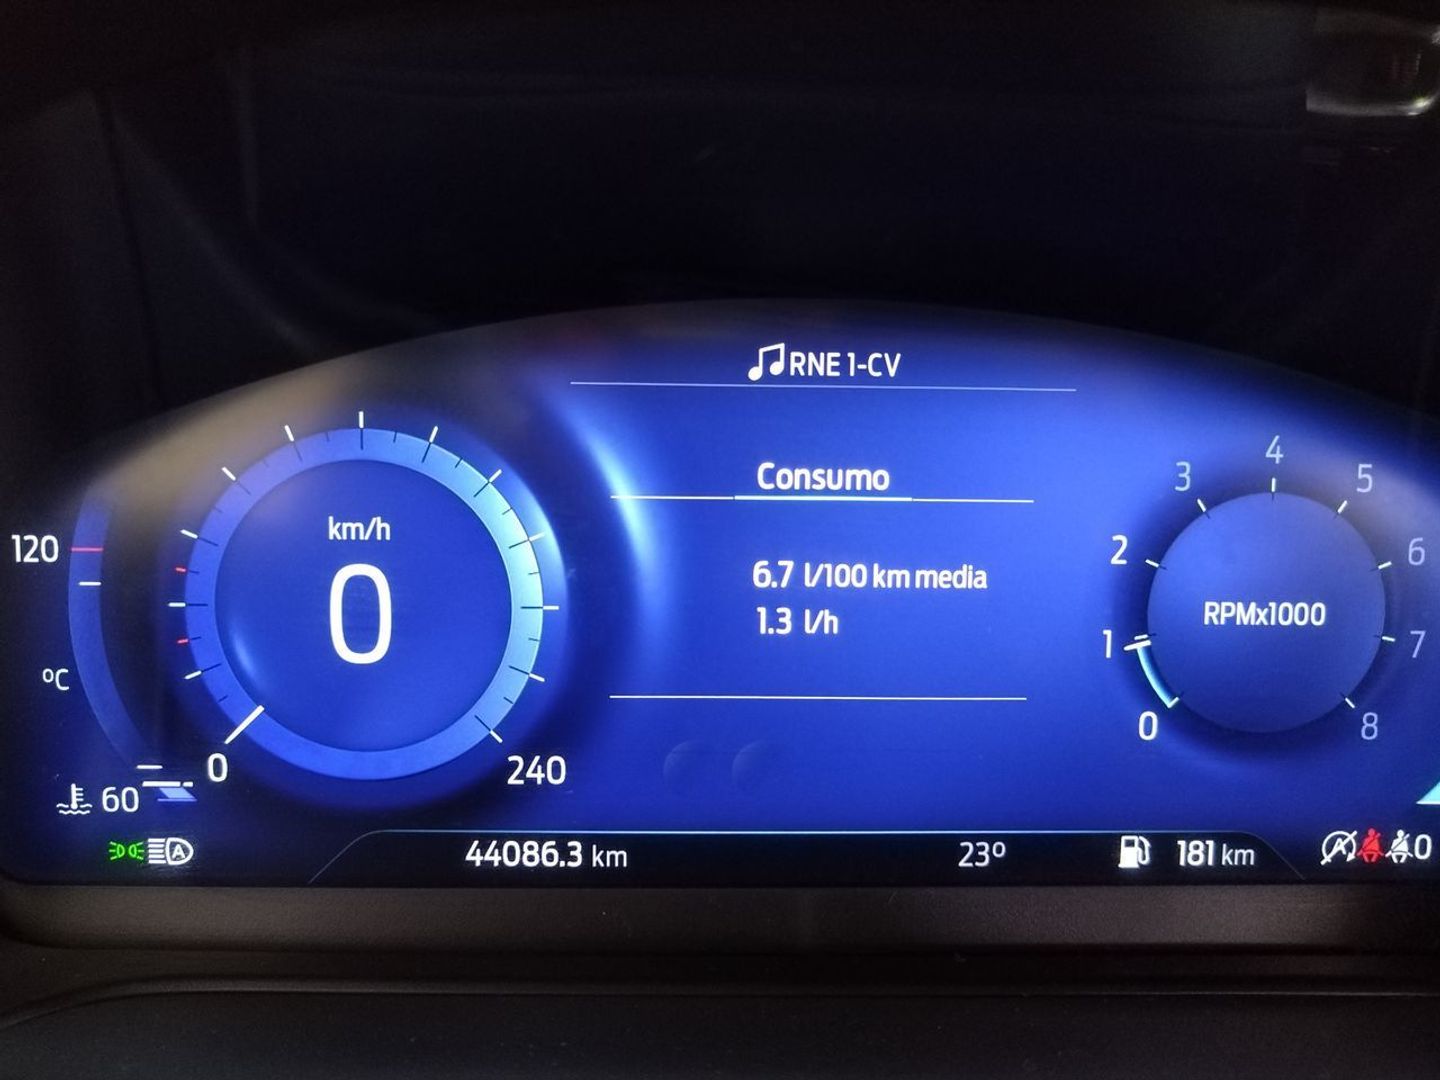 RNE 1-CV
Consumo
6.7 l/100 km media
1.3 l/h
120
°C
60
km/h
0
0
240
0
1
2
3
4
5
6
7
8
RPMx1000
A
44086.3 km
23°
181 km
A
0